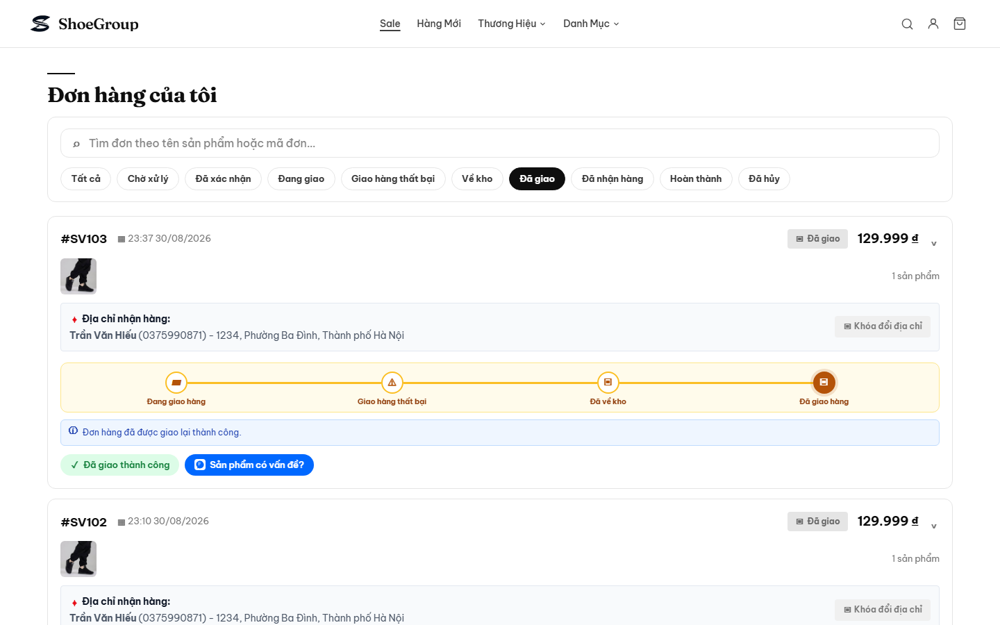 ShoeGroup
Sale Hàng Mới Thương Hiệu Danh Mục
Đơn hàng của tôi
Tìm đơn theo tên sản phẩm hoặc mã đơn...
Tất cả Chờ xử lý Đã xác nhận Đang giao Giao hàng thất bại Về kho Đã giao Đã nhận hàng Hoàn thành Đã hủy
#SV103 23:37 30/08/2026 Đã giao 129.999 ₫ v
1 sản phẩm
Địa chỉ nhận hàng:
Trần Văn Hiếu (0375990871) - 1234, Phường Ba Đình, Thành phố Hà Nội
Khóa đổi địa chỉ
Đang giao hàng Giao hàng thất bại Đã về kho Đã giao hàng
Đơn hàng đã được giao lại thành công.
✓ Đã giao thành công Sản phẩm có vấn đề?
#SV102 23:10 30/08/2026 Đã giao 129.999 ₫ v
1 sản phẩm
Địa chỉ nhận hàng:
Trần Văn Hiếu (0375990871) - 1234, Phường Ba Đình, Thành phố Hà Nội
Khóa đổi địa chỉ